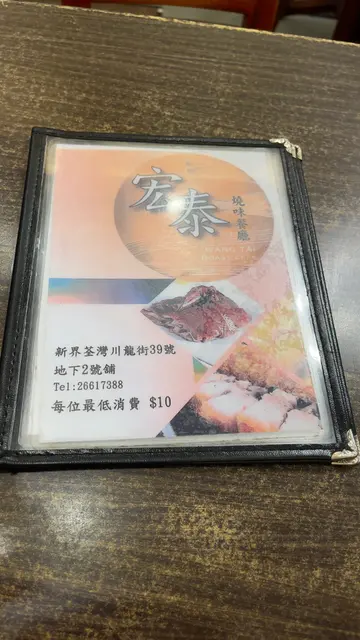 宏泰
燒味餐廳
新界荃灣川龍街39號
地下2號舖
Tel:26617388
每位最低消費 $10